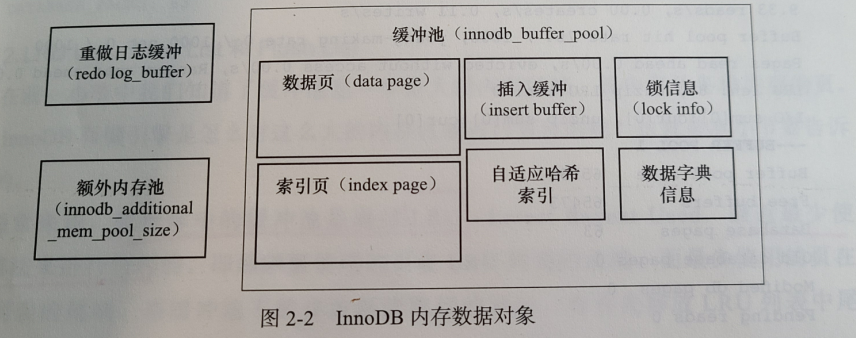 重做日志缓冲
（redo log_buffer）
额外内存池
（innodb_additional
_mem_pool_size）
缓冲池（innodb_buffer_pool）
数据页（data page）
插入缓冲
（insert buffer）
锁信息
（lock info）
索引页（index page）
自适应哈希
索引
数据字典
信息
图 2-2 InnoDB 内存数据对象